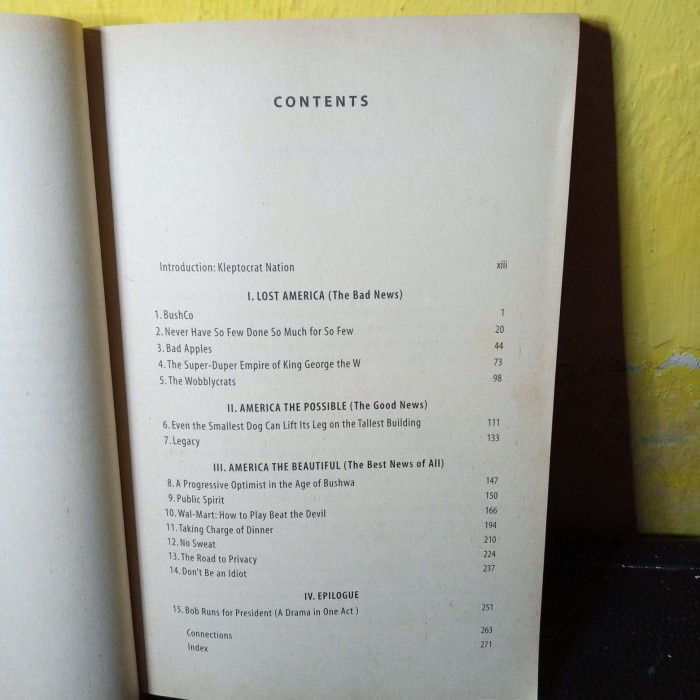 CONTENTS
Introduction: Kleptocrat Nation xiii
I. LOST AMERICA (The Bad News)
1. BushCo 1
2. Never Have So Few Done So Much for So Few 20
3. Bad Apples 44
4. The Super-Duper Empire of King George the W 73
5. The Wobblycrats 98
II. AMERICA THE POSSIBLE (The Good News)
6. Even the Smallest Dog Can Lift Its Leg on the Tallest Building 111
7. Legacy 133
III. AMERICA THE BEAUTIFUL (The Best News of All)
8. A Progressive Optimist in the Age of Bushwa 147
9. Public Spirit 150
10. Wal-Mart: How to Play Beat the Devil 166
11. Taking Charge of Dinner 194
12. No Sweat 210
13. The Road to Privacy 224
14. Don't Be an Idiot 237
IV. EPILOGUE
15. Bob Runs for President (A Drama in One Act) 251
Connections 263
Index 271